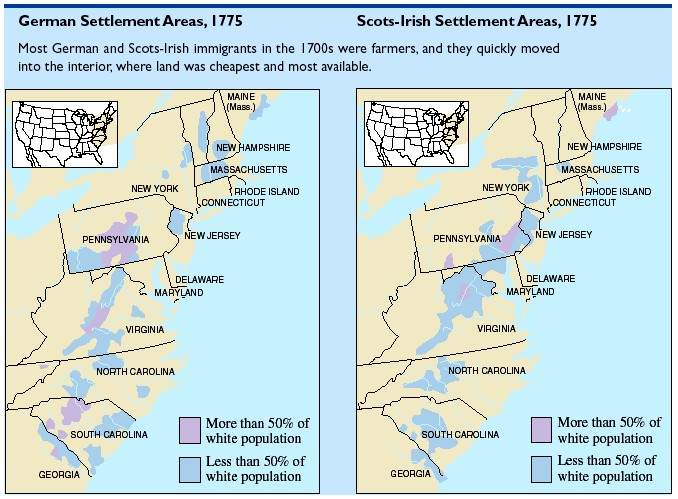 German Settlement Areas, 1775
Scots-Irish Settlement Areas, 1775
Most German and Scots-Irish immigrants in the 1700s were farmers, and they quickly moved
into the interior, where land was cheapest and most available.
MAINE
(Mass.)
NEW HAMPSHIRE
MASSACHUSETTS
NEW YORK
RHODE ISLAND
CONNECTICUT
PENNSYLVANIA
NEW JERSEY
DELAWARE
MARYLAND
VIRGINIA
NORTH CAROLINA
SOUTH CAROLINA
GEORGIA
More than 50% of
white population
Less than 50% of
white population
MAINE
(Mass.)
NEW HAMPSHIRE
MASSACHUSETTS
NEW YORK
RHODE ISLAND
CONNECTICUT
PENNSYLVANIA
NEW JERSEY
DELAWARE
MARYLAND
VIRGINIA
NORTH CAROLINA
SOUTH CAROLINA
GEORGIA
More than 50% of
white population
Less than 50% of
white population